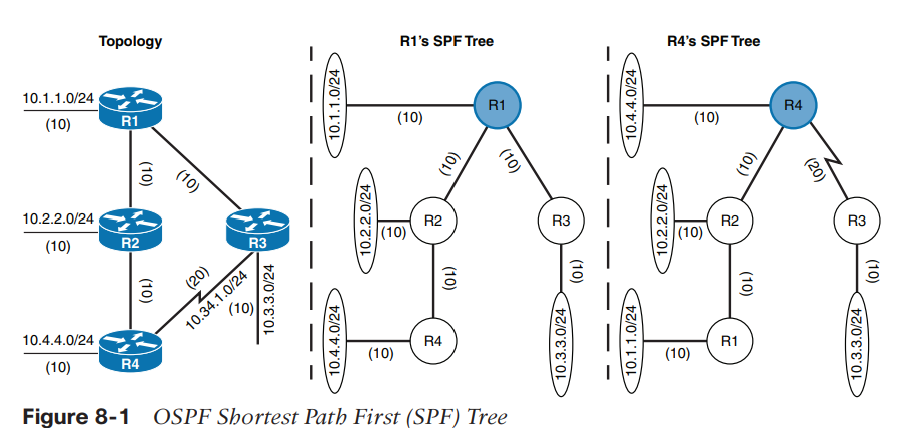 Topology
10.1.1.0/24
(10)
R1
(10)
(10)
10.2.2.0/24
(10)
R2
R3
(10)
(20)
10.34.1.0/24
(10)
10.3.3.0/24
10.4.4.0/24
(10)
R4
R1's SPF Tree
10.1.1.0/24
(10)
R1
(10)
(10)
10.2.2.0/24
(10)
R2
R3
(10)
(10)
10.4.4.0/24
(10)
R4
10.3.3.0/24
R4's SPF Tree
10.4.4.0/24
(10)
R4
(10)
(20)
10.2.2.0/24
(10)
R2
R3
(10)
(10)
10.1.1.0/24
(10)
R1
10.3.3.0/24
Figure 8-1 OSPF Shortest Path First (SPF) Tree